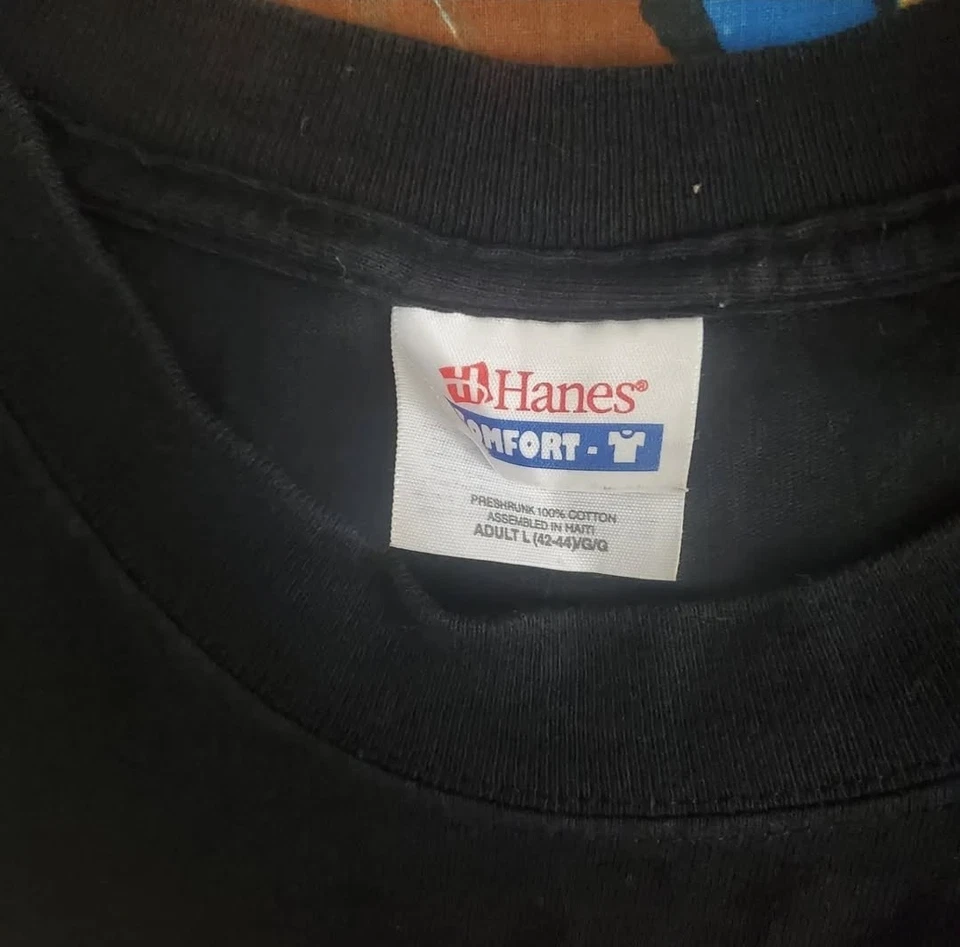 Hanes®
OMFORT-T
PRESHRUNK 100% COTTON
ASSEMBLED IN HAITI
ADULT L (42-44)/G/G